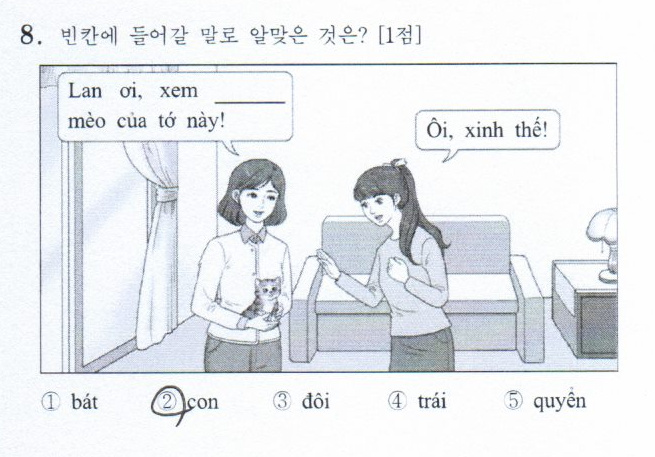 8. 빈칸에 들어갈 말로 알맞은 것은? [1점]
Lan ơi, xem ________
mèo của tớ này!
Ôi, xinh thế!
① bát ② con ③ đôi ④ trái ⑤ quyển